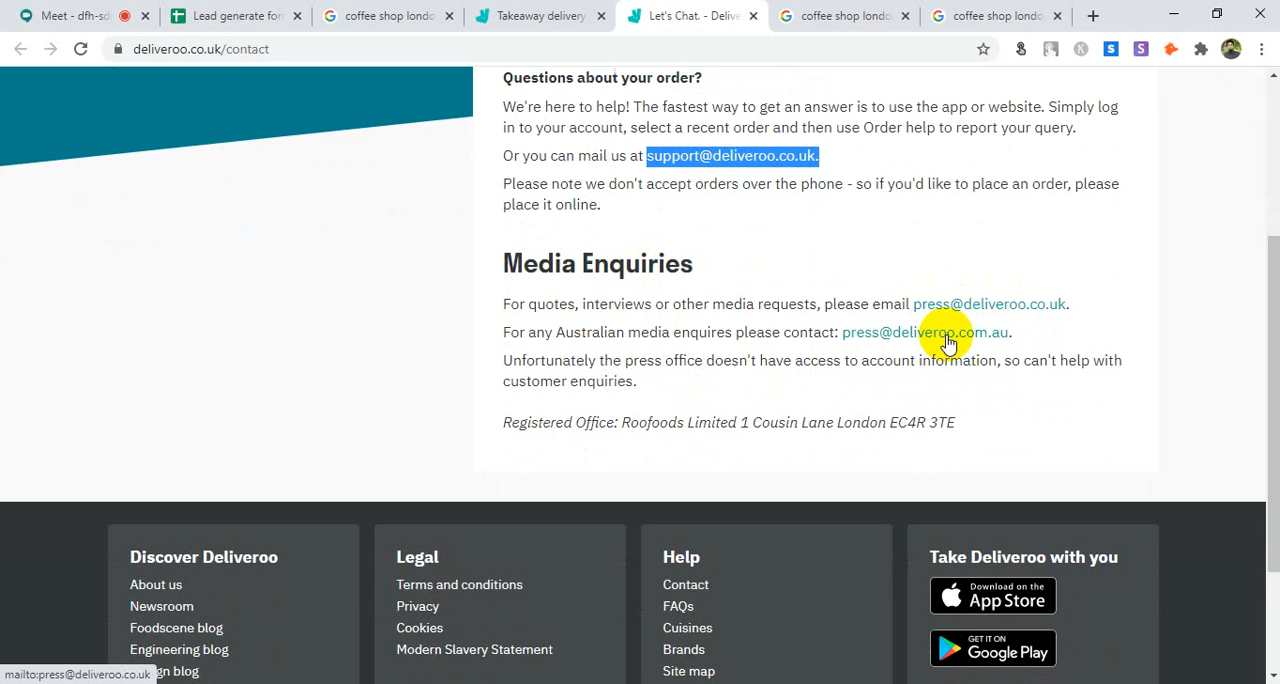 Meet - dfh-sd
Lead generate for
coffee shop londo
Takeaway delivery
Let's Chat. - Delive
coffee shop londo
coffee shop londo
deliveroo.co.uk/contact
Questions about your order?
We're here to help! The fastest way to get an answer is to use the app or website. Simply log
in to your account, select a recent order and then use Order help to report your query.
Or you can mail us at support@deliveroo.co.uk.
Please note we don't accept orders over the phone - so if you'd like to place an order, please
place it online.
Media Enquiries
For quotes, interviews or other media requests, please email press@deliveroo.co.uk.
For any Australian media enquires please contact: press@deliveroo.com.au.
Unfortunately the press office doesn't have access to account information, so can't help with
customer enquiries.
Registered Office: Roofoods Limited 1 Cousin Lane London EC4R 3TE
Discover Deliveroo
About us
Newsroom
Foodscene blog
Engineering blog
gn blog
Legal
Terms and conditions
Privacy
Cookies
Modern Slavery Statement
Help
Contact
FAQs
Cuisines
Brands
Site map
Take Deliveroo with you
Download on the
App Store
GET IT ON
Google Play
mailto:press@deliveroo.co.uk